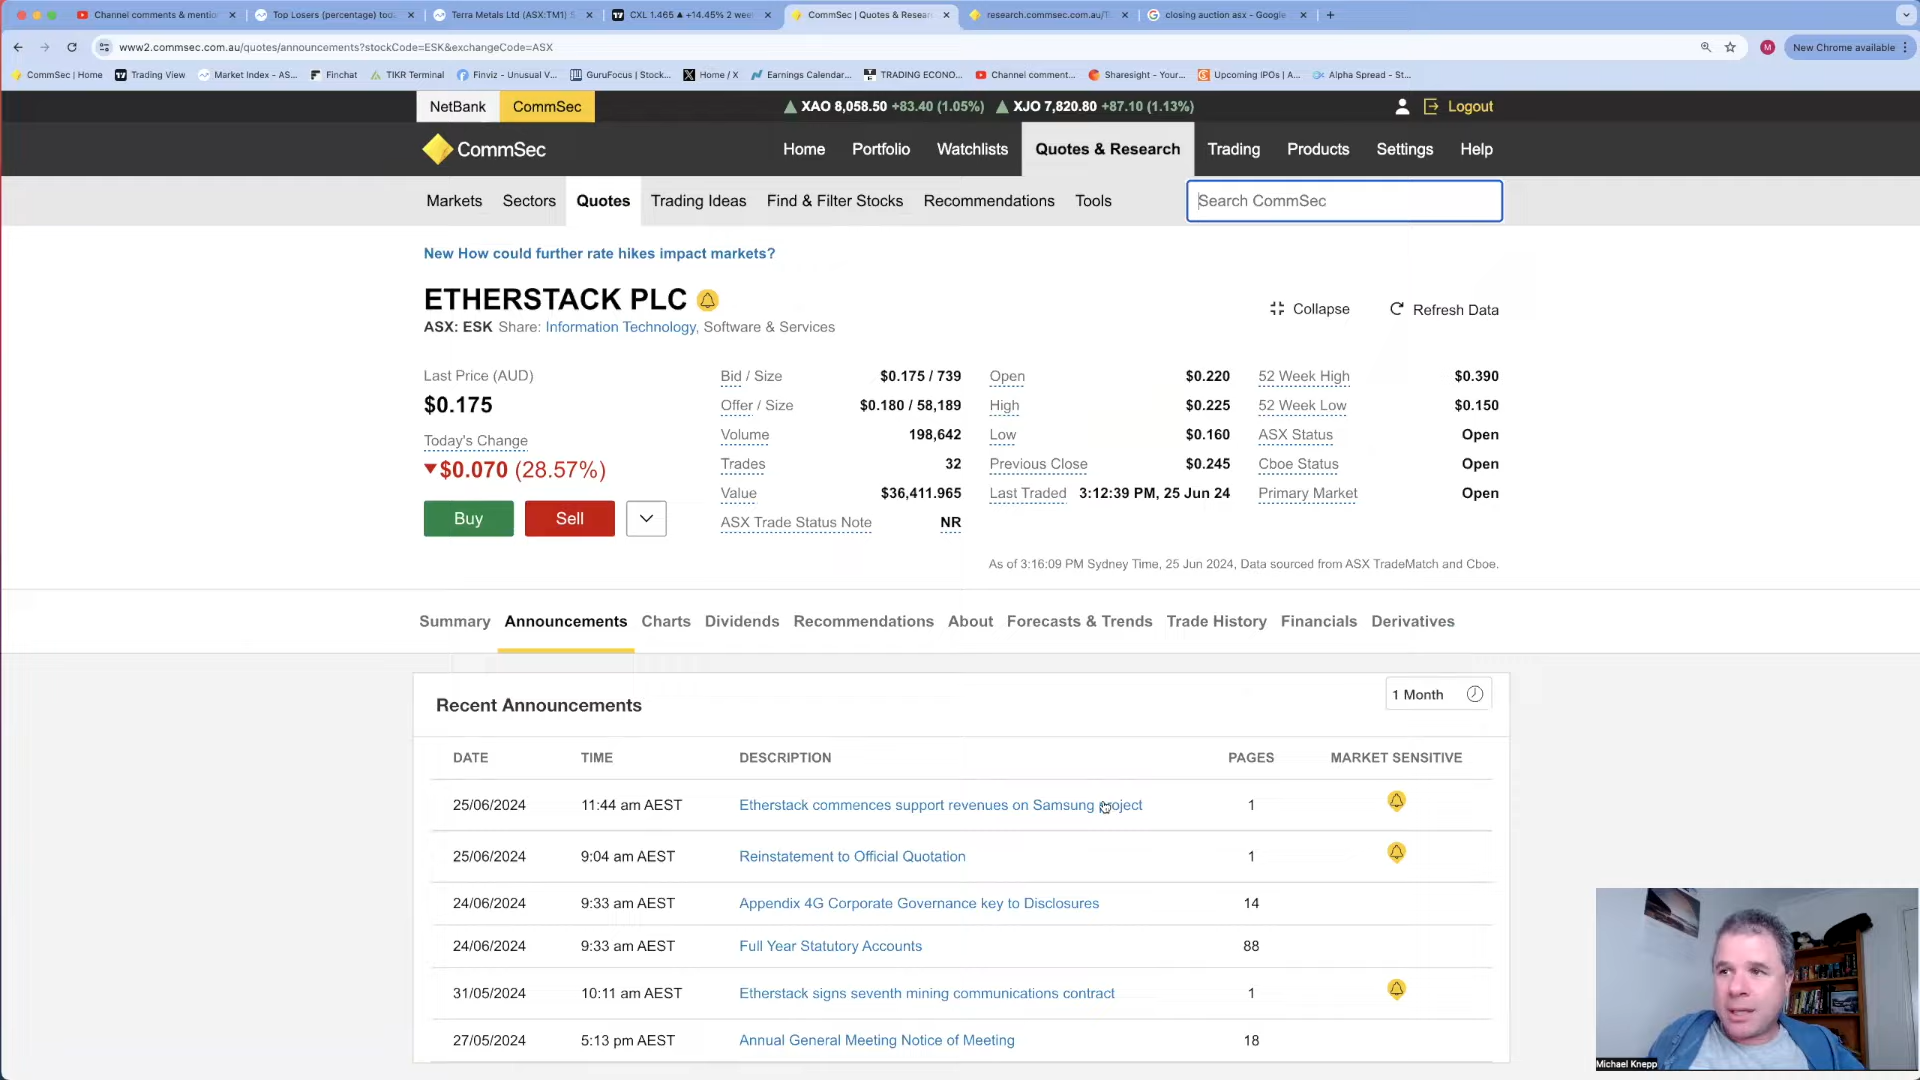 Channel comments & mentio
Top Losers (percentage) tod
Terra Metals Ltd (ASX:TM1) S
CXL 1.465 ▲ +14.45% 2 wee
CommSec | Quotes & Resear
research.commsec.com.au/T
closing auction asx - Google
www2.commsec.com.au/quotes/announcements?stockCode=ESK&exchangeCode=ASX
M
New Chrome available
CommSec | Home
Trading View
Market Index - AS...
Finchat
TIKR Terminal
Finviz - Unusual V...
GuruFocus | Stock...
Home / X
Earnings Calendar...
TRADING ECONO...
Channel comment...
Sharesight - Your...
Upcoming IPOs | A...
Alpha Spread - St...
NetBank
CommSec
XAO 8,058.50 +83.40 (1.05%)
XJO 7,820.80 +87.10 (1.13%)
Logout
CommSec
Home
Portfolio
Watchlists
Quotes & Research
Trading
Products
Settings
Help
Markets
Sectors
Quotes
Trading Ideas
Find & Filter Stocks
Recommendations
Tools
Search CommSec
New How could further rate hikes impact markets?
ETHERSTACK PLC
Collapse
Refresh Data
ASX: ESK Share: Information Technology, Software & Services
Last Price (AUD)
$0.175
Today's Change
▼$0.070 (28.57%)
Buy
Sell
Bid / Size $0.175 / 739
Offer / Size $0.180 / 58,189
Volume 198,642
Trades 32
Value $36,411.965
ASX Trade Status Note NR
Open $0.220
High $0.225
Low $0.160
Previous Close $0.245
Last Traded 3:12:39 PM, 25 Jun 24
52 Week High $0.390
52 Week Low $0.150
ASX Status Open
Cboe Status Open
Primary Market Open
As of 3:16:09 PM Sydney Time, 25 Jun 2024, Data sourced from ASX TradeMatch and Cboe.
Summary
Announcements
Charts
Dividends
Recommendations
About
Forecasts & Trends
Trade History
Financials
Derivatives
Recent Announcements
1 Month
DATE TIME DESCRIPTION PAGES MARKET SENSITIVE
25/06/2024 11:44 am AEST Etherstack commences support revenues on Samsung project 1
25/06/2024 9:04 am AEST Reinstatement to Official Quotation 1
24/06/2024 9:33 am AEST Appendix 4G Corporate Governance key to Disclosures 14
24/06/2024 9:33 am AEST Full Year Statutory Accounts 88
31/05/2024 10:11 am AEST Etherstack signs seventh mining communications contract 1
27/05/2024 5:13 pm AEST Annual General Meeting Notice of Meeting 18
Michael Knepp